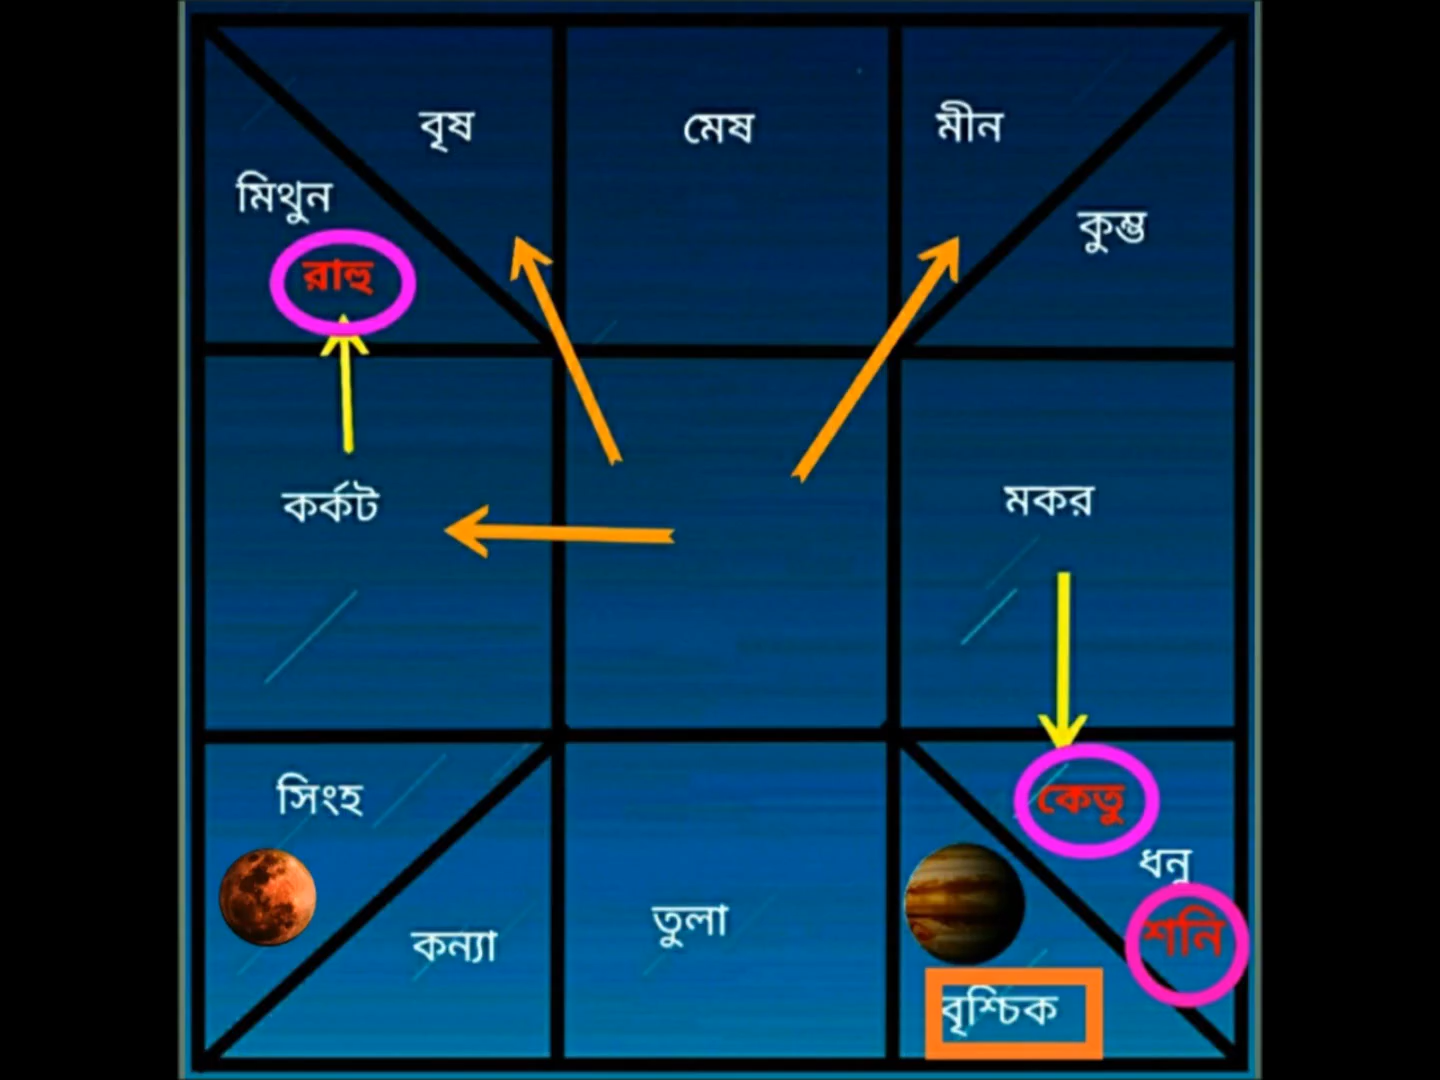 বৃষ
মেষ
মীন
মিথুন
কুম্ভ
রাহু
কর্কট
মকর
সিংহ
কেতু
ধনু
কন্যা
তুলা
শনি
বৃশ্চিক